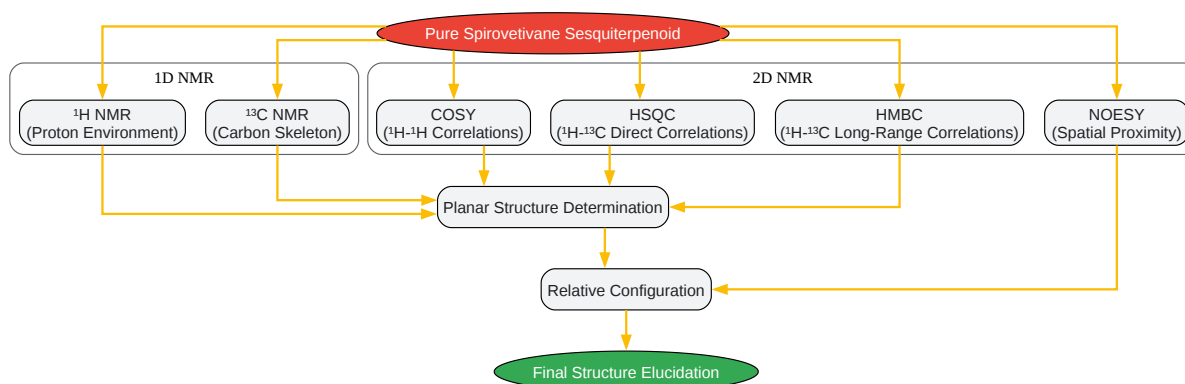 Pure Spirovetivane Sesquiterpenoid
1D NMR
2D NMR
¹H NMR
(Proton Environment)
¹³C NMR
(Carbon Skeleton)
COSY
(¹H-¹H Correlations)
HSQC
(¹H-¹³C Direct Correlations)
HMBC
(¹H-¹³C Long-Range Correlations)
NOESY
(Spatial Proximity)
Planar Structure Determination
Relative Configuration
Final Structure Elucidation